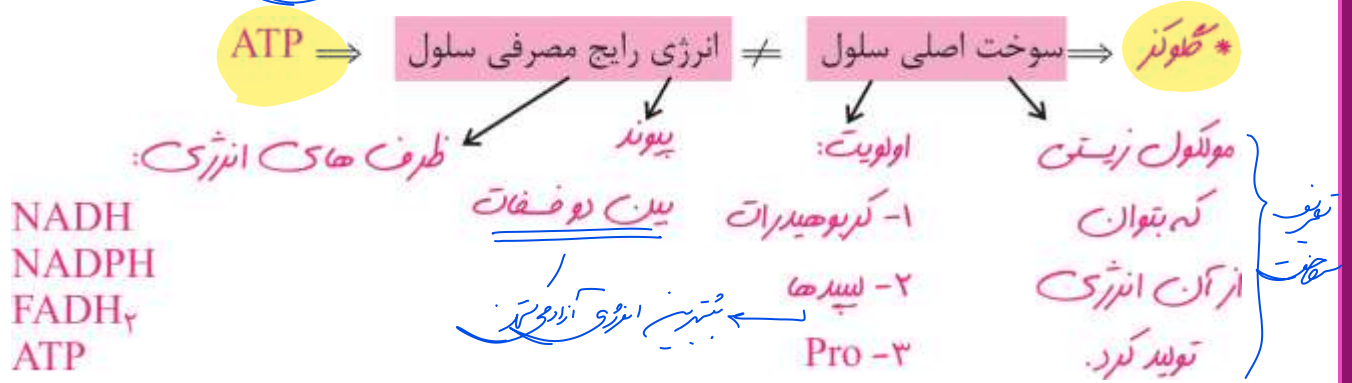 * گلوکز ⇐ سوخت اصلی سلول ≠ انرژی رایج مصرفی سلول ⇐ ATP
مولکول زیستی
که بتوان
از آن انرژی
تولید کرد.
تعریف
سوخت
اولویت:
۱- کربوهیدرات
۲- لیپیدها
۳- Pro
بیشترین انرژی آزاد می‌کند
پیوند
بین دو فسفات
ظرف های انرژی:
NADH
NADPH
FADH۲
ATP